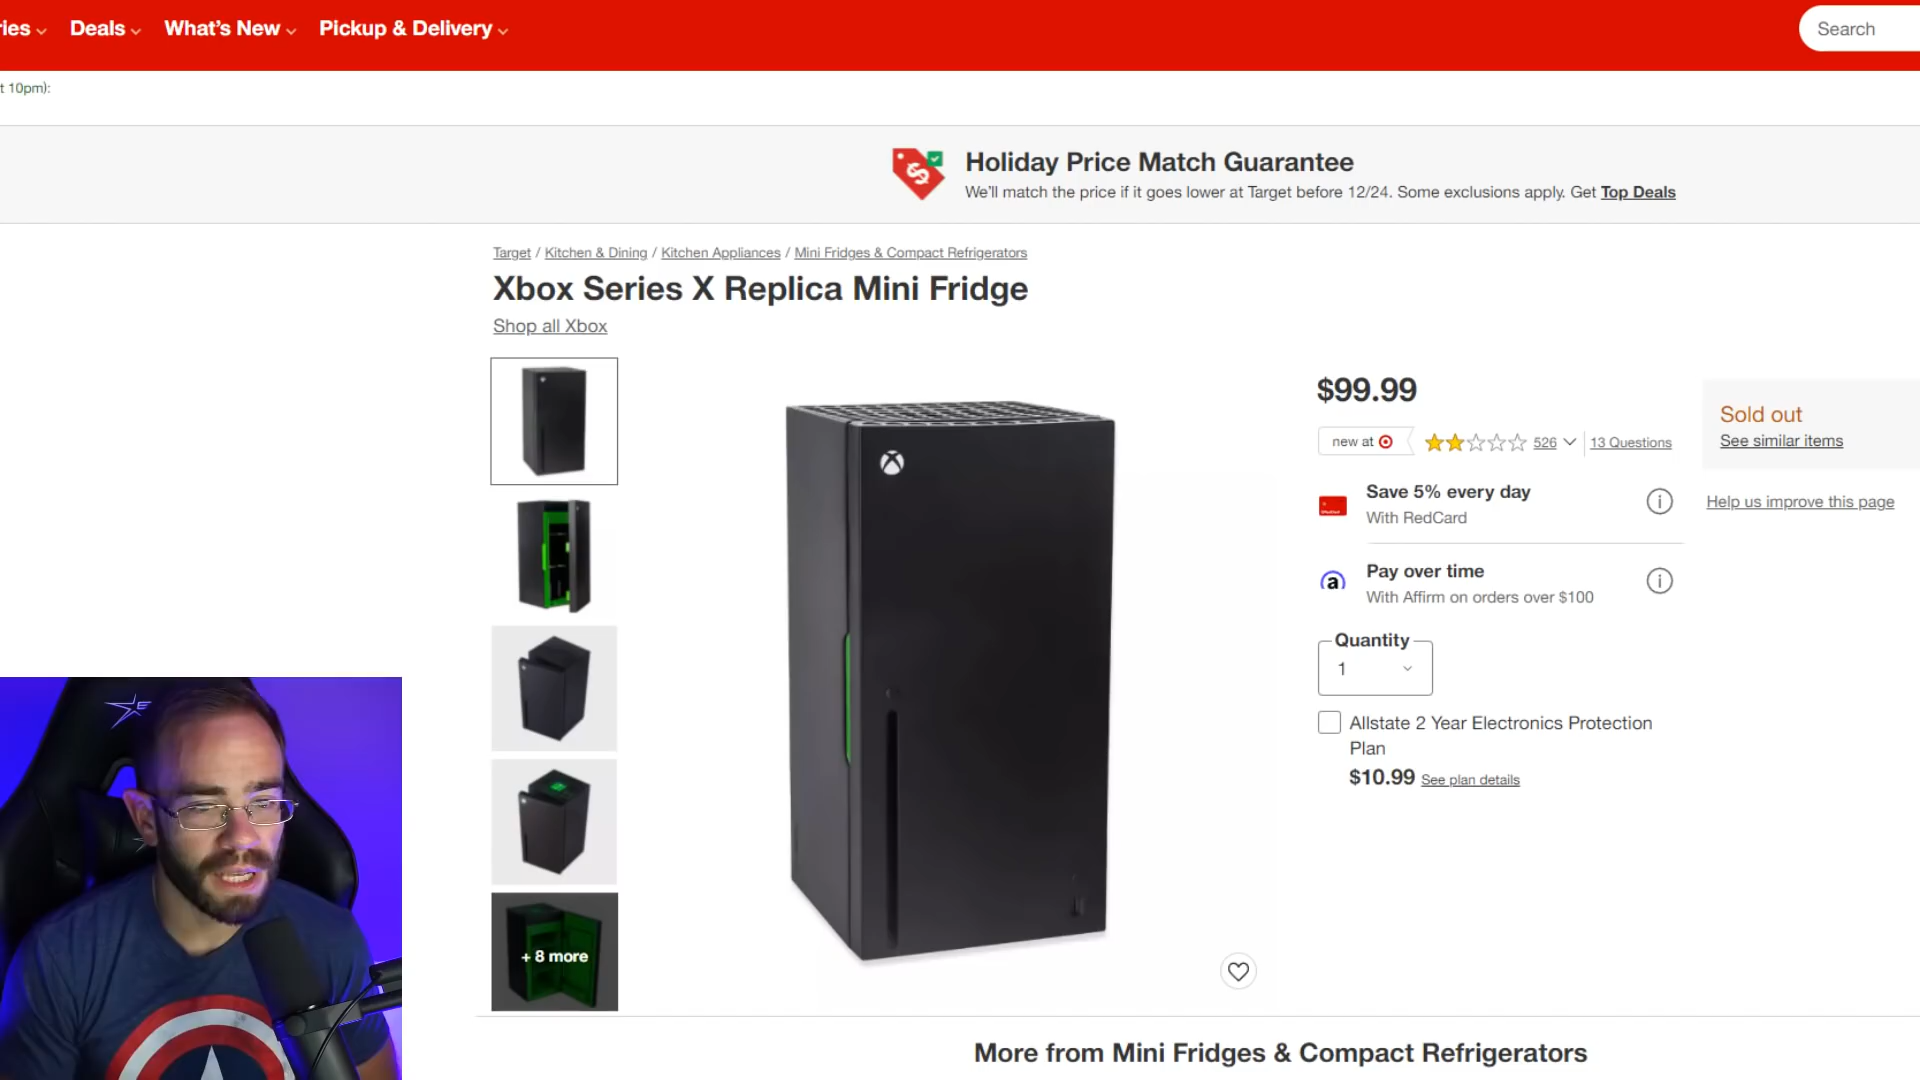 ries
Deals
What's New
Pickup & Delivery
Search
t 10pm):
Holiday Price Match Guarantee
We'll match the price if it goes lower at Target before 12/24. Some exclusions apply. Get Top Deals
Target / Kitchen & Dining / Kitchen Appliances / Mini Fridges & Compact Refrigerators
Xbox Series X Replica Mini Fridge
Shop all Xbox
+ 8 more
$99.99
new at
526
13 Questions
Save 5% every day
With RedCard
a
Pay over time
With Affirm on orders over $100
Quantity
1
Allstate 2 Year Electronics Protection
Plan
$10.99 See plan details
Sold out
See similar items
Help us improve this page
More from Mini Fridges & Compact Refrigerators